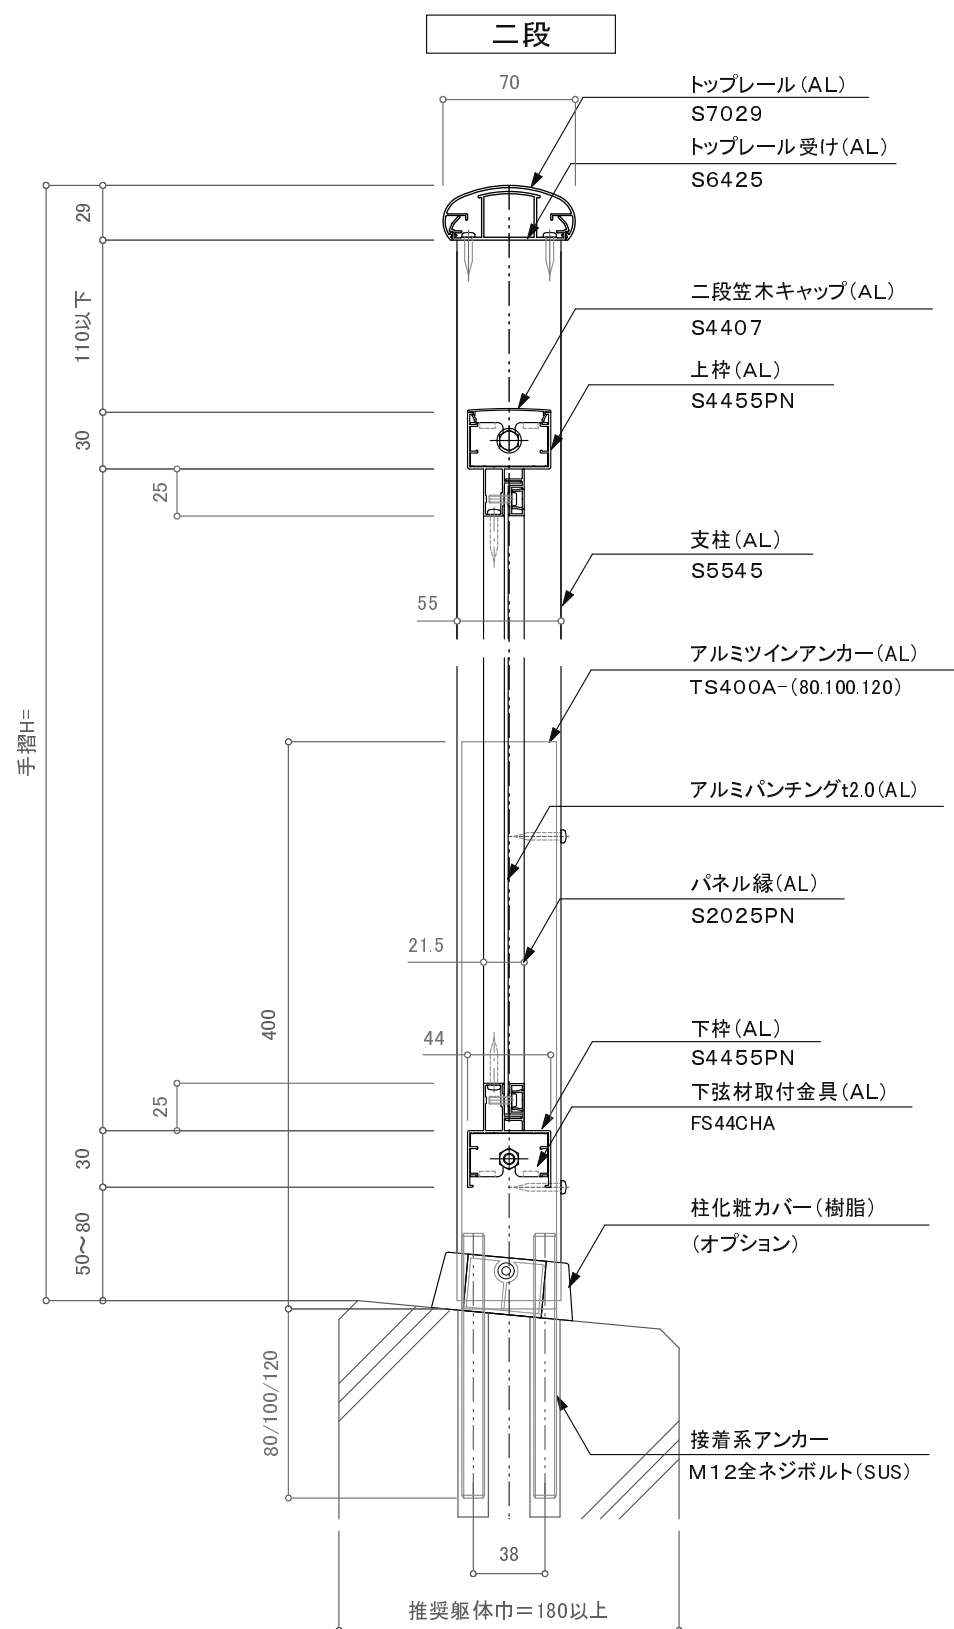 二段
70
トップレール(AL)
S7029
トップレール受け(AL)
S6425
29
110以下
二段笠木キャップ(AL)
S4407
上枠(AL)
S4455PN
30
25
支柱(AL)
S5545
55
アルミツインアンカー(AL)
TS400A-(80.100.120)
手摺H=
アルミパンチングt2.0(AL)
パネル縁(AL)
S2025PN
21.5
400
44
下枠(AL)
S4455PN
25
下弦材取付金具(AL)
FS44CHA
30
50〜80
柱化粧カバー(樹脂)
(オプション)
80/100/120
接着系アンカー
M12全ネジボルト(SUS)
38
推奨躯体巾=180以上